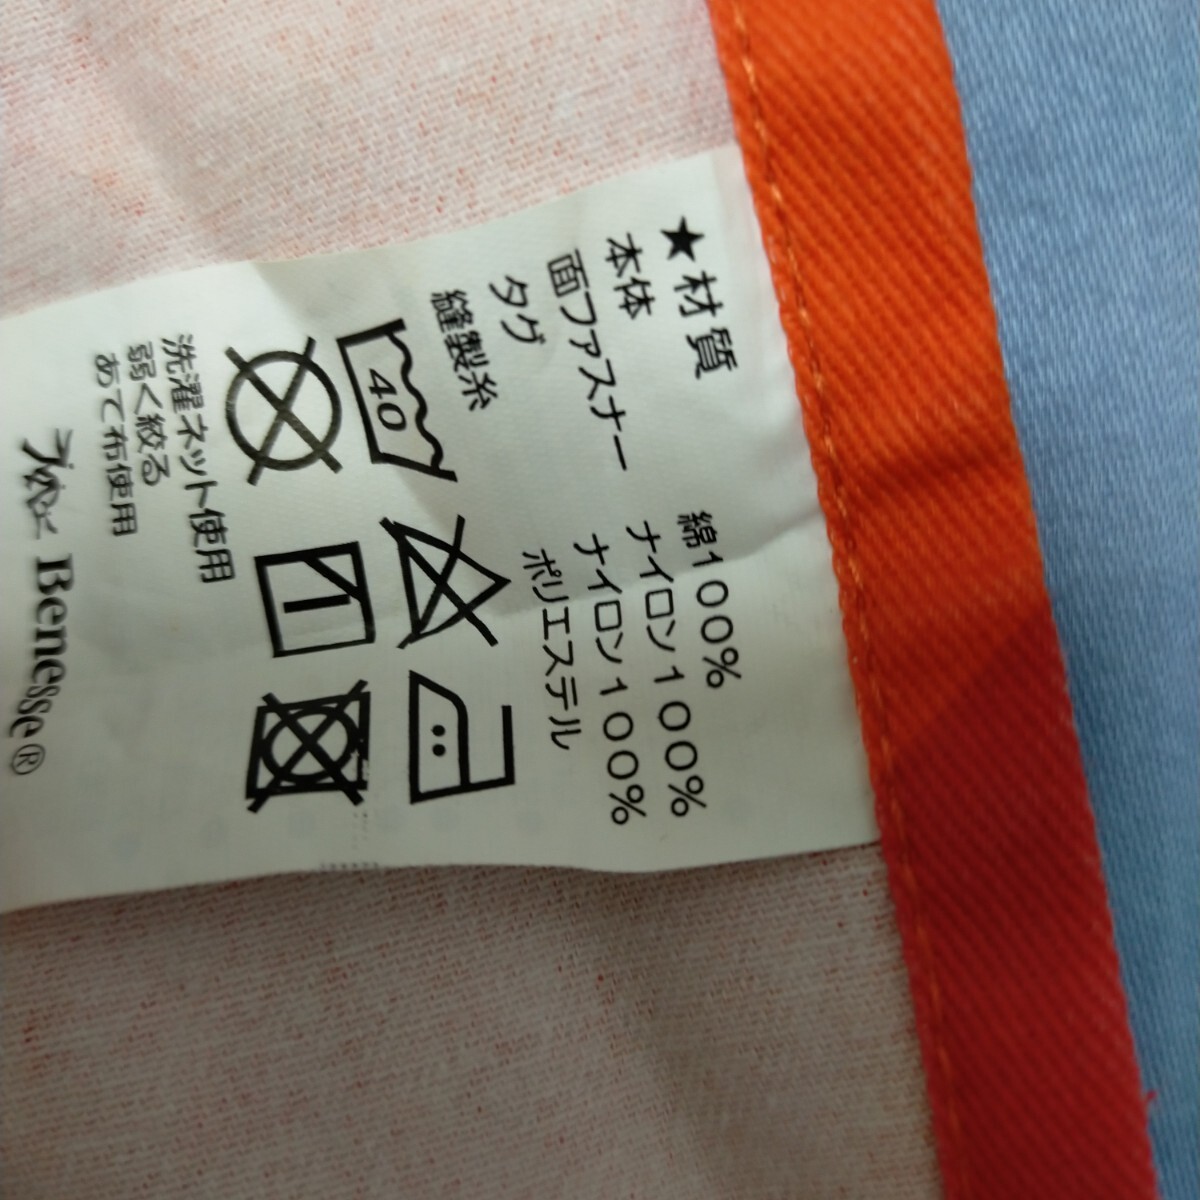 ★材質
本体 綿100%
面ファスナー ナイロン100%
タグ ナイロン100%
縫製糸 ポリエステル
40
洗濯ネット使用
弱く絞る
あて布使用
Benesse®